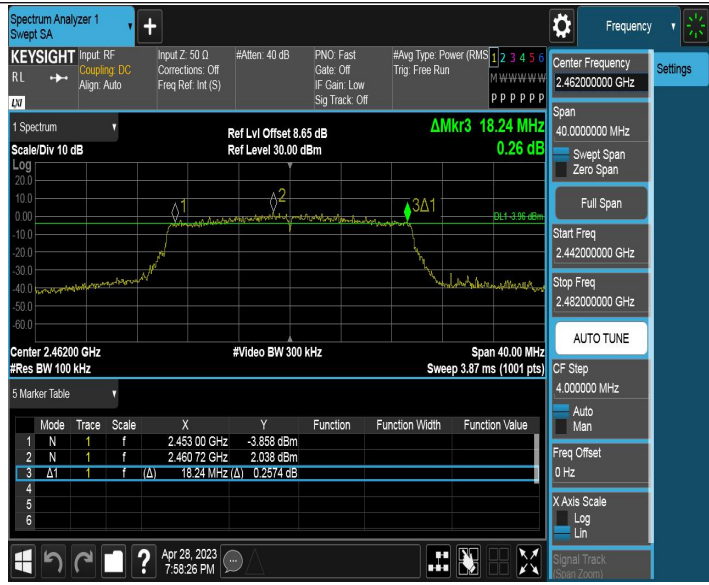 Spectrum Analyzer 1
Swept SA
Frequency
KEYSIGHT
RL
LXI
Input: RF
Coupling: DC
Align: Auto
Input Z: 50 Ω
Corrections: Off
Freq Ref: Int (S)
#Atten: 40 dB
PNO: Fast
Gate: Off
IF Gain: Low
Sig Track: Off
#Avg Type: Power (RMS
Trig: Free Run
1 2 3 4 5 6
M W W W W W
P P P P P P
1 Spectrum
Scale/Div 10 dB
Ref Lvl Offset 8.65 dB
Ref Level 30.00 dBm
ΔMkr3 18.24 MHz
0.26 dB
Log
20.0
10.0
0.00
-10.0
-20.0
-30.0
-40.0
-50.0
-60.0
1
2
3Δ1
DL1 -3.96 dBm
Center 2.46200 GHz
#Video BW 300 kHz
Span 40.00 MHz
#Res BW 100 kHz
Sweep 3.87 ms (1001 pts)
5 Marker Table
Mode Trace Scale X Y Function Function Width Function Value
1 N 1 f 2.453 00 GHz -3.858 dBm
2 N 1 f 2.460 72 GHz 2.038 dBm
3 Δ1 1 f (Δ) 18.24 MHz (Δ) 0.2574 dB
4
5
6
?
Apr 28, 2023
7:58:26 PM
Center Frequency
2.462000000 GHz
Settings
Span
40.0000000 MHz
Swept Span
Zero Span
Full Span
Start Freq
2.442000000 GHz
Stop Freq
2.482000000 GHz
AUTO TUNE
CF Step
4.000000 MHz
Auto
Man
Freq Offset
0 Hz
X Axis Scale
Log
Lin
Signal Track
(Span Zoom)